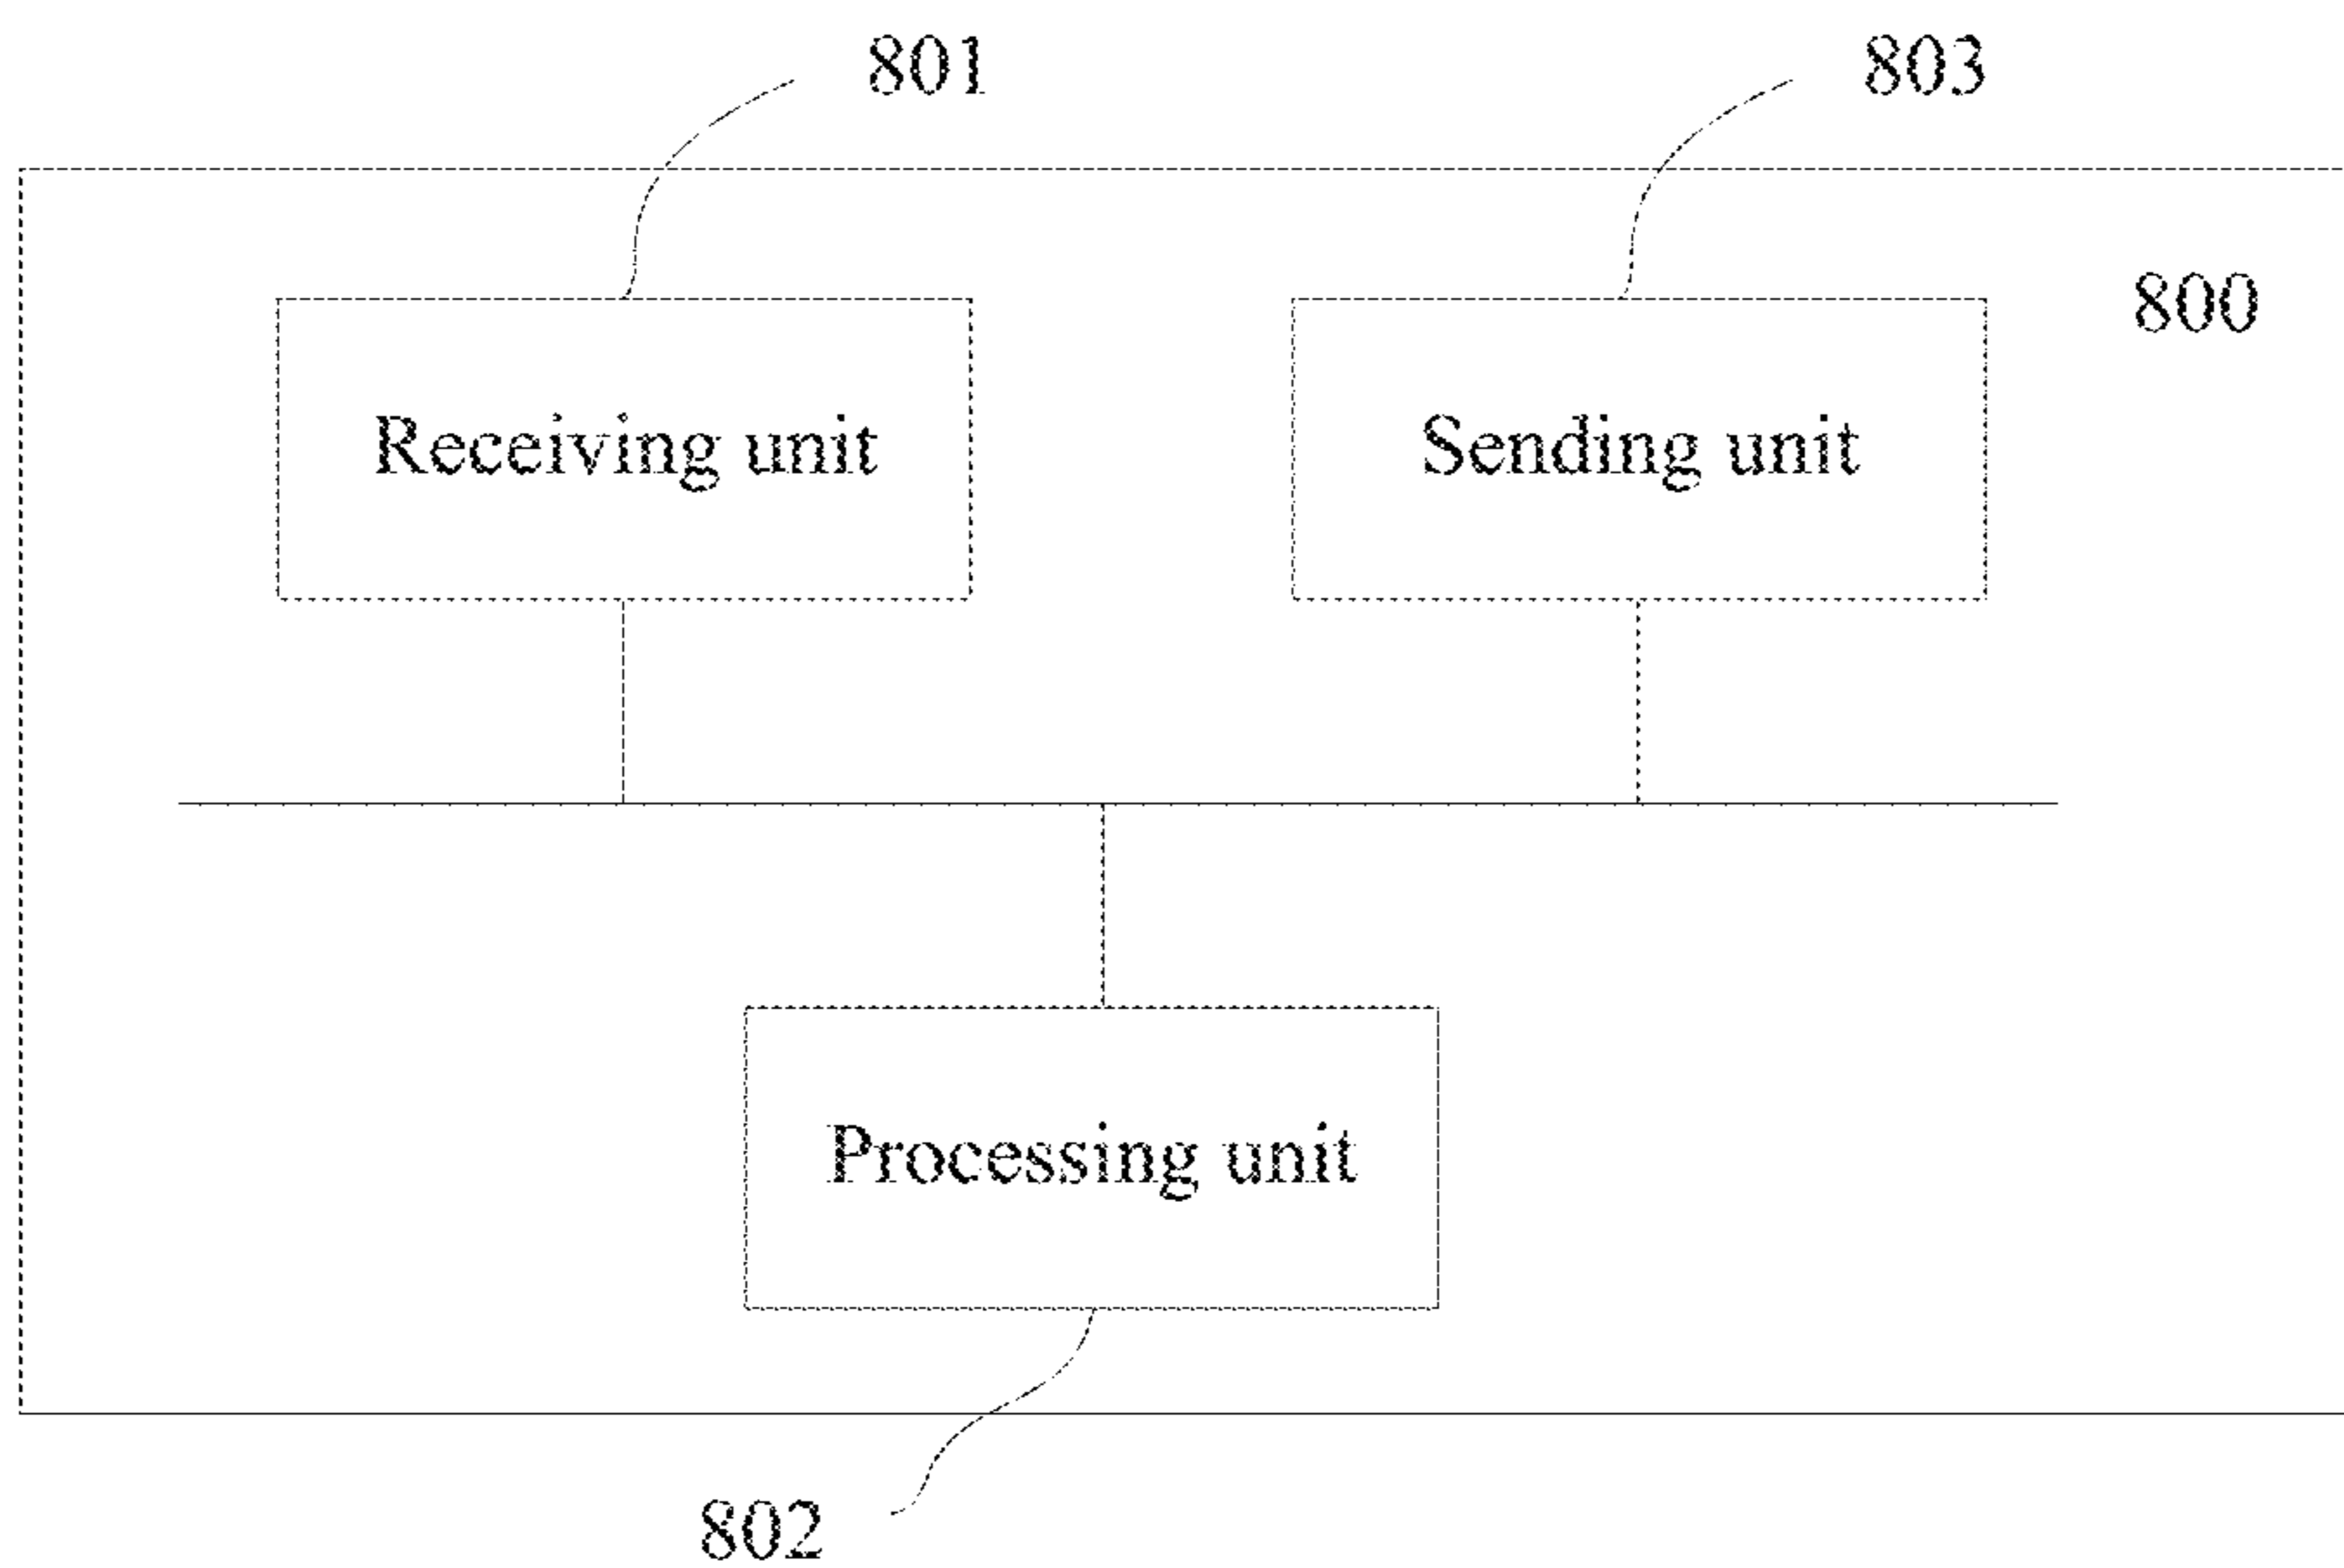 801
803
800
Receiving unit
Sending unit
Processing unit
802